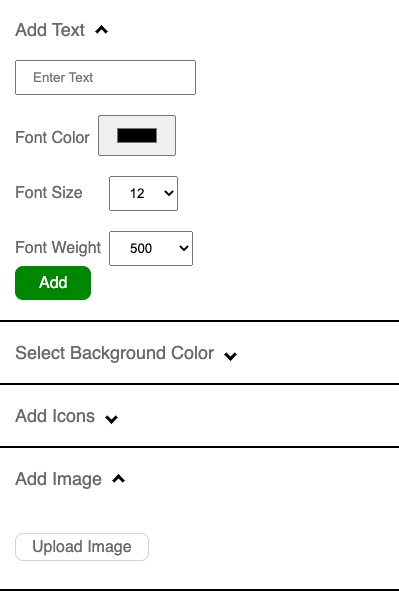 Add Text
Enter Text
Font Color
Font Size 12
Font Weight 500
Add
Select Background Color
Add Icons
Add Image
Upload Image